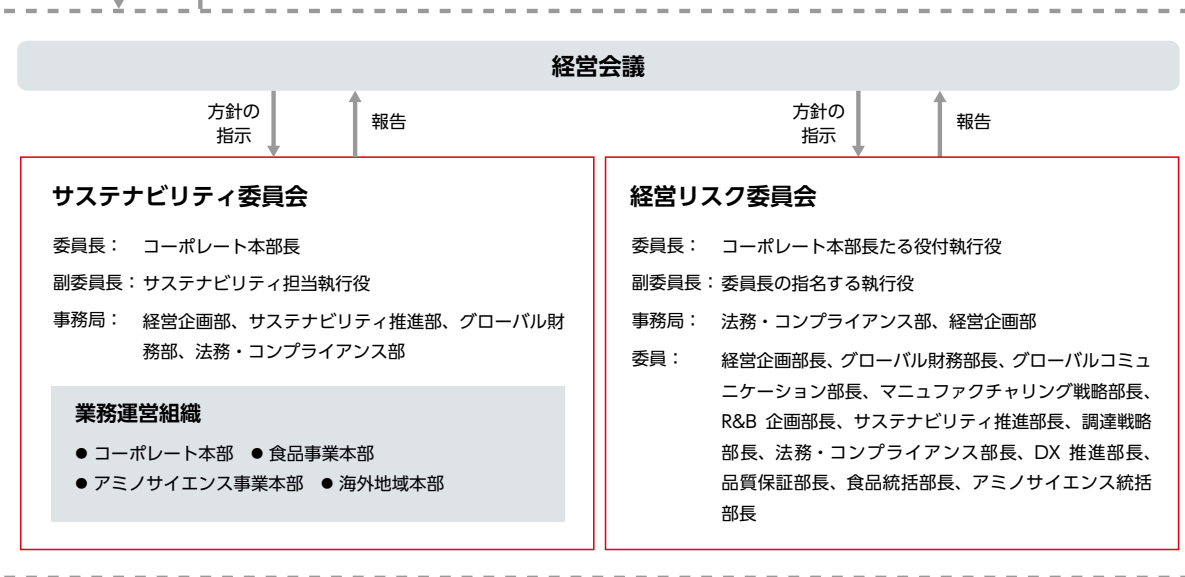 経営会議
方針の
指示
報告
方針の
指示
報告
サステナビリティ委員会
委員長： コーポレート本部長
副委員長：サステナビリティ担当執行役
事務局： 経営企画部、サステナビリティ推進部、グローバル財
務部、法務・コンプライアンス部
業務運営組織
● コーポレート本部 ● 食品事業本部
● アミノサイエンス事業本部 ● 海外地域本部
経営リスク委員会
委員長： コーポレート本部長たる役付執行役
副委員長：委員長の指名する執行役
事務局： 法務・コンプライアンス部、経営企画部
委員： 経営企画部長、グローバル財務部長、グローバルコミュ
ニケーション部長、マニュファクチャリング戦略部長、
R&B 企画部長、サステナビリティ推進部長、調達戦略
部長、法務・コンプライアンス部長、DX 推進部長、
品質保証部長、食品統括部長、アミノサイエンス統括
部長